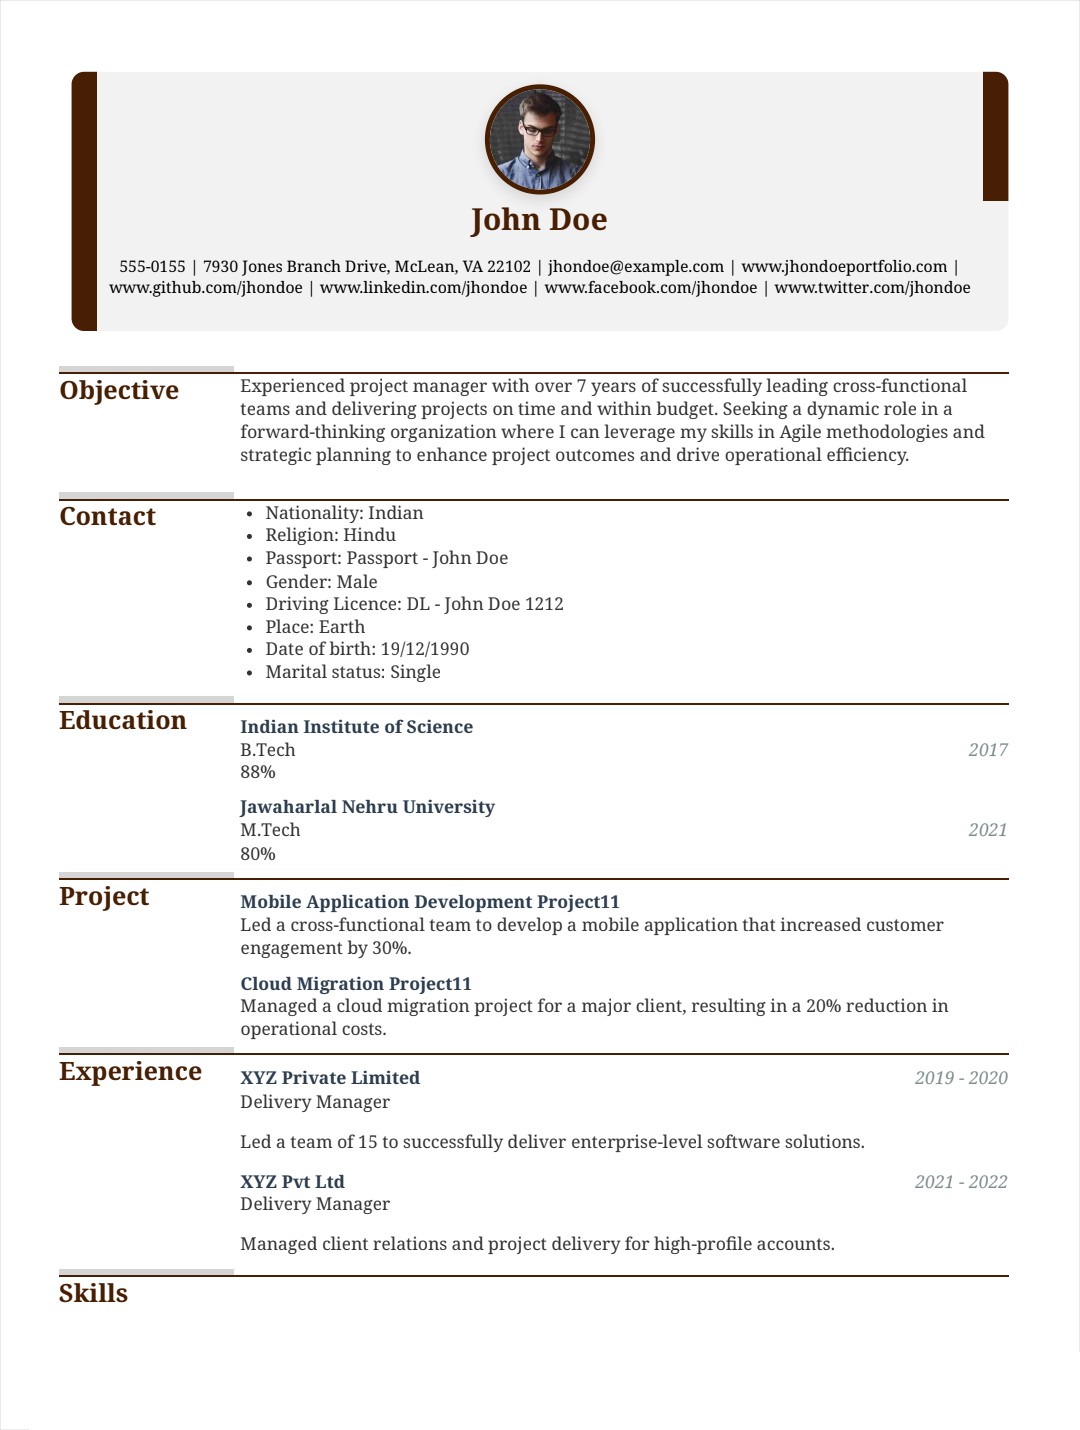 John Doe
555-0155 | 7930 Jones Branch Drive, McLean, VA 22102 | jhondoe@example.com | www.jhondoeportfolio.com |
www.github.com/jhondoe | www.linkedin.com/jhondoe | www.facebook.com/jhondoe | www.twitter.com/jhondoe
Objective
Experienced project manager with over 7 years of successfully leading cross-functional
teams and delivering projects on time and within budget. Seeking a dynamic role in a
forward-thinking organization where I can leverage my skills in Agile methodologies and
strategic planning to enhance project outcomes and drive operational efficiency.
Contact
• Nationality: Indian
• Religion: Hindu
• Passport: Passport - John Doe
• Gender: Male
• Driving Licence: DL - John Doe 1212
• Place: Earth
• Date of birth: 19/12/1990
• Marital status: Single
Education
Indian Institute of Science
B.Tech 2017
88%
Jawaharlal Nehru University
M.Tech 2021
80%
Project
Mobile Application Development Project11
Led a cross-functional team to develop a mobile application that increased customer
engagement by 30%.
Cloud Migration Project11
Managed a cloud migration project for a major client, resulting in a 20% reduction in
operational costs.
Experience
XYZ Private Limited 2019 - 2020
Delivery Manager
Led a team of 15 to successfully deliver enterprise-level software solutions.
XYZ Pvt Ltd 2021 - 2022
Delivery Manager
Managed client relations and project delivery for high-profile accounts.
Skills